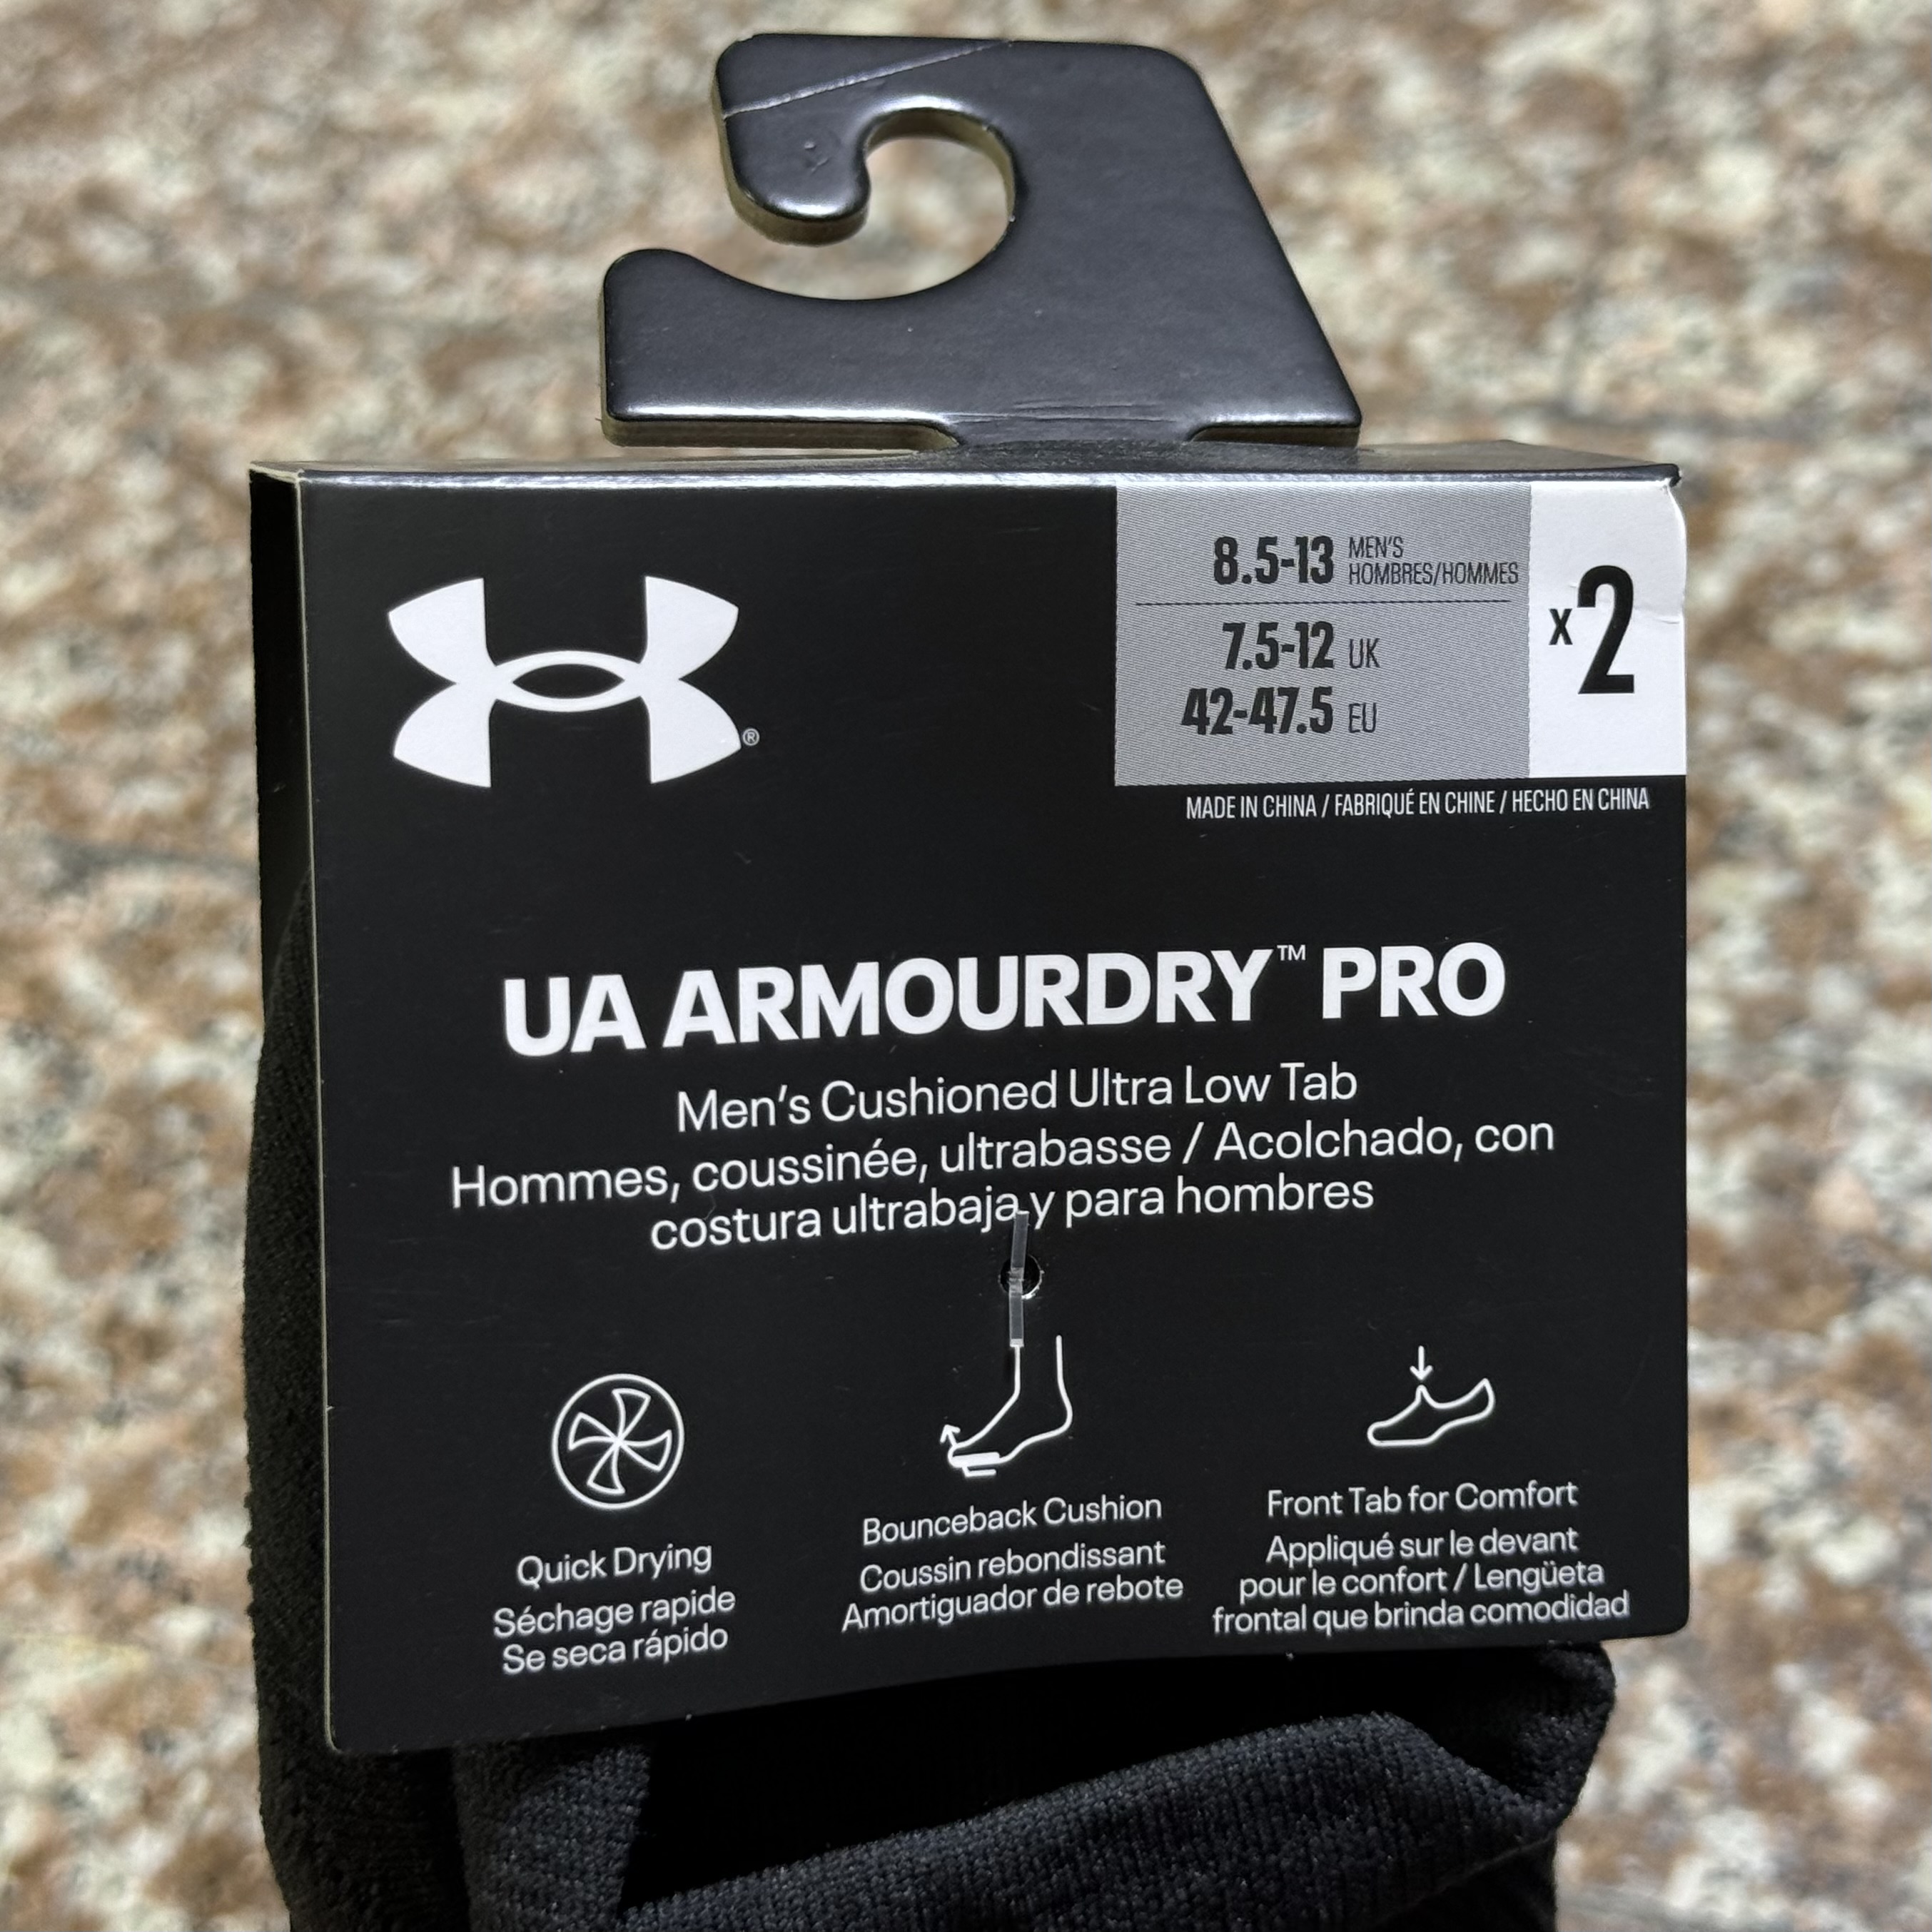 8.5-13 MEN'S
HOMBRES/HOMMES
7.5-12 UK
42-47.5 EU
x2
MADE IN CHINA / FABRIQUÉ EN CHINE / HECHO EN CHINA
®
UA ARMOURDRY™ PRO
Men's Cushioned Ultra Low Tab
Hommes, coussinée, ultrabasse / Acolchado, con
costura ultrabaja y para hombres
Quick Drying
Séchage rapide
Se seca rápido
Bounceback Cushion
Coussin rebondissant
Amortiguador de rebote
Front Tab for Comfort
Appliqué sur le devant
pour le confort / Lengüeta
frontal que brinda comodidad